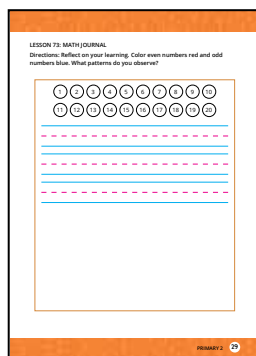 LESSON 73: MATH JOURNAL
Directions: Reflect on your learning. Color even numbers red and odd
numbers blue. What patterns do you observe?
1 2 3 4 5 6 7 8 9 10
11 12 13 14 15 16 17 18 19 20
PRIMARY 2 29